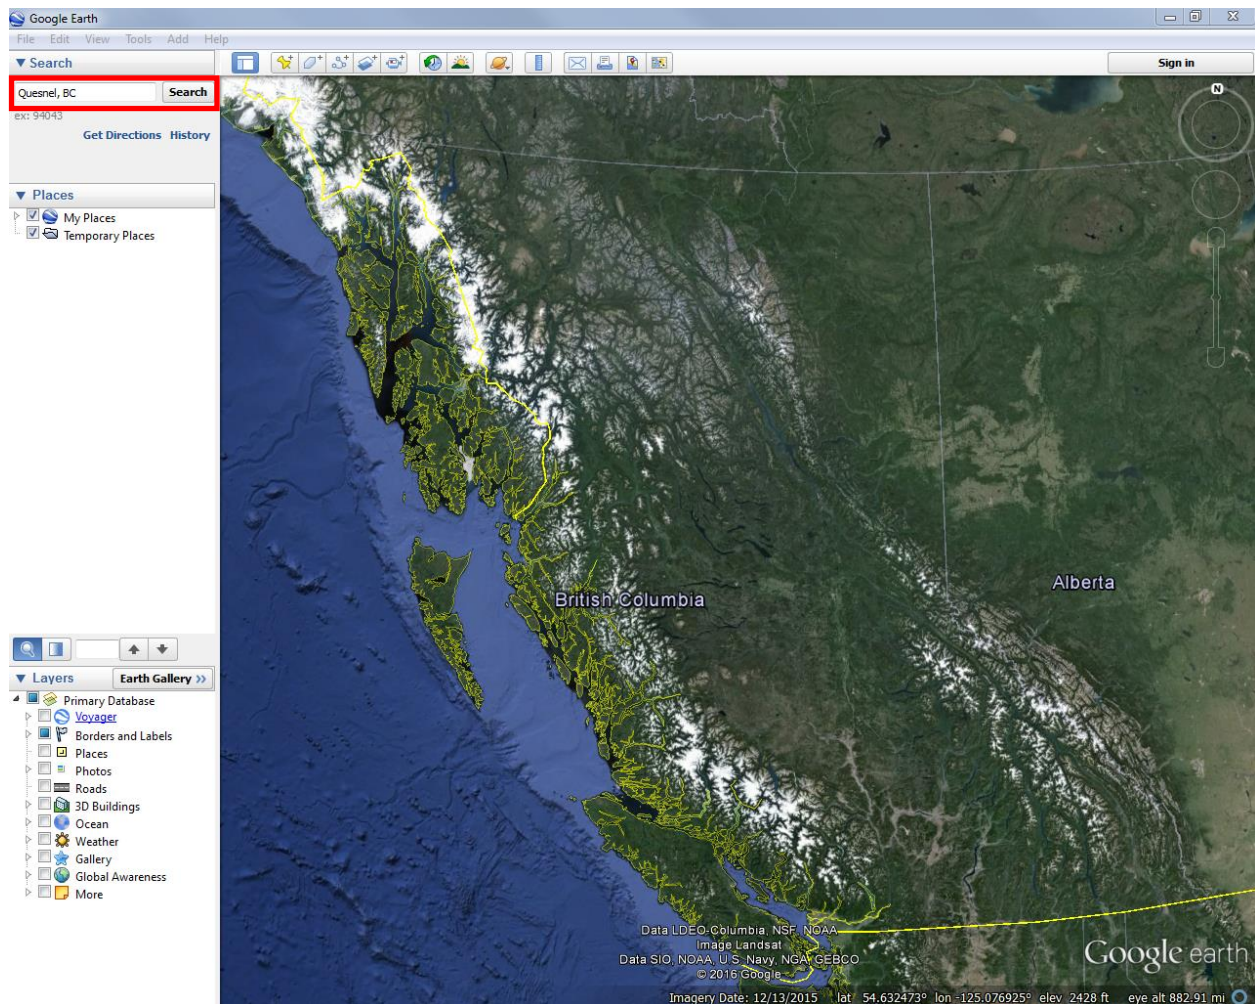 Google Earth
File Edit View Tools Add Help
Search
Sign in
Quesnel, BC Search
ex: 94043
Get Directions History
N
Places
My Places
Temporary Places
British Columbia
Alberta
Layers Earth Gallery >>
Primary Database
Voyager
Borders and Labels
Places
Photos
Roads
3D Buildings
Ocean
Weather
Gallery
Global Awareness
More
Data LDEO-Columbia, NSF, NOAA
Image Landsat
Data SIO, NOAA, U.S. Navy, NGA, GEBCO
© 2016 Google
Google earth
Imagery Date: 12/13/2015 lat 54.632473° lon -125.076925° elev 2428 ft eye alt 882.91 mi